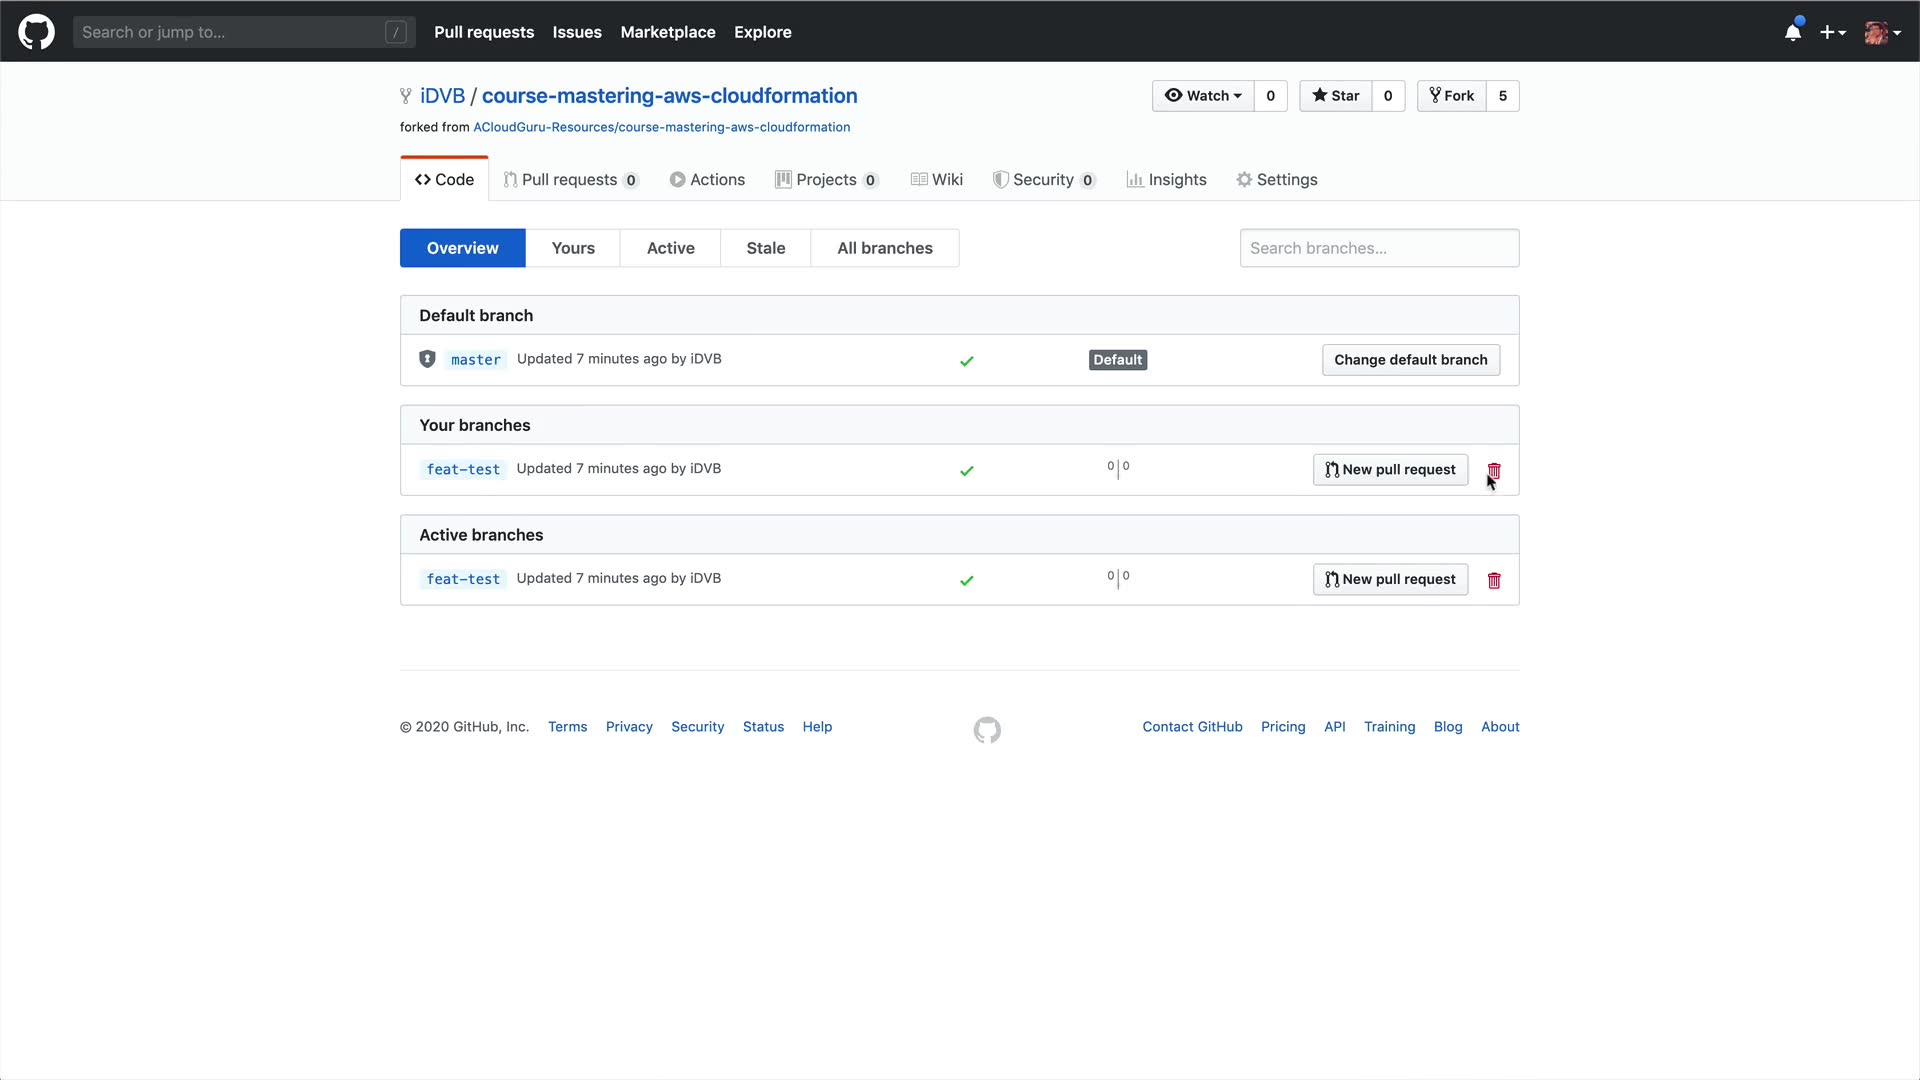 Search or jump to... /
Pull requests Issues Marketplace Explore
iDVB / course-mastering-aws-cloudformation
Watch 0 Star 0 Fork 5
forked from ACloudGuru-Resources/course-mastering-aws-cloudformation
Code Pull requests 0 Actions Projects 0 Wiki Security 0 Insights Settings
Overview Yours Active Stale All branches Search branches...
Default branch
master Updated 7 minutes ago by iDVB Default Change default branch
Your branches
feat-test Updated 7 minutes ago by iDVB 0|0 New pull request
Active branches
feat-test Updated 7 minutes ago by iDVB 0|0 New pull request
© 2020 GitHub, Inc. Terms Privacy Security Status Help Contact GitHub Pricing API Training Blog About